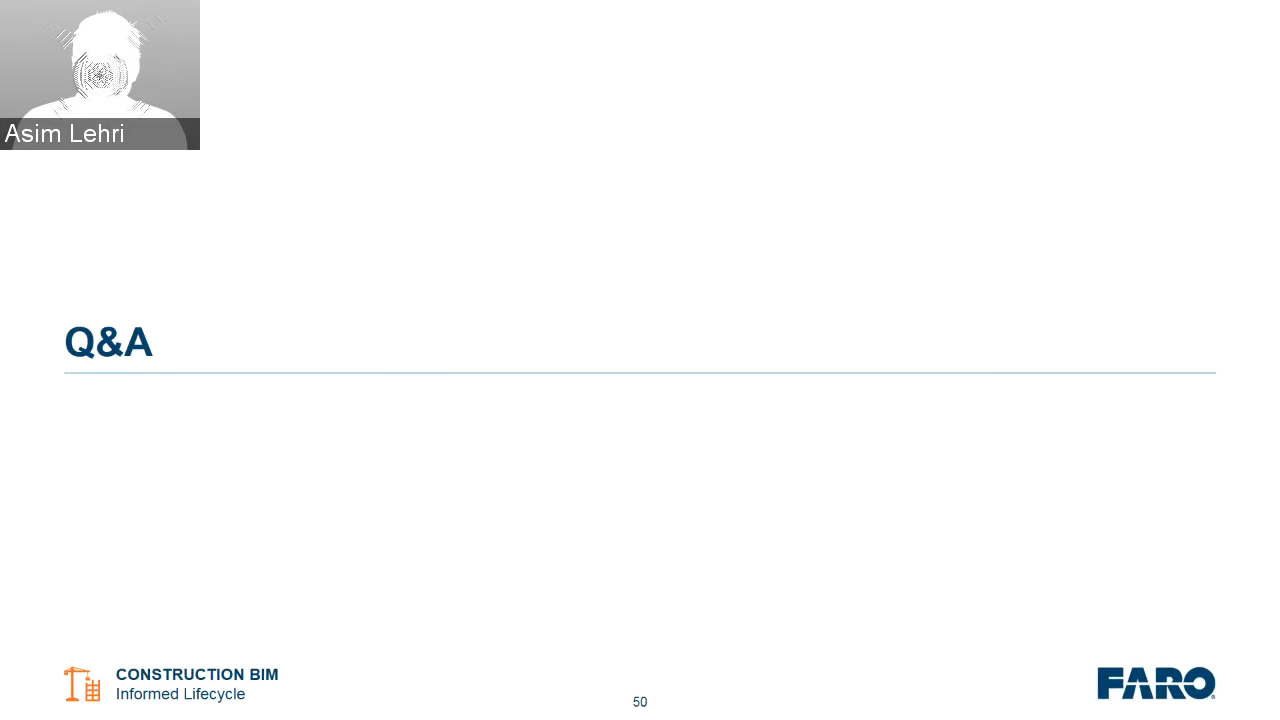 Asim Lehri
Q&A
CONSTRUCTION BIM
Informed Lifecycle
50
FARO